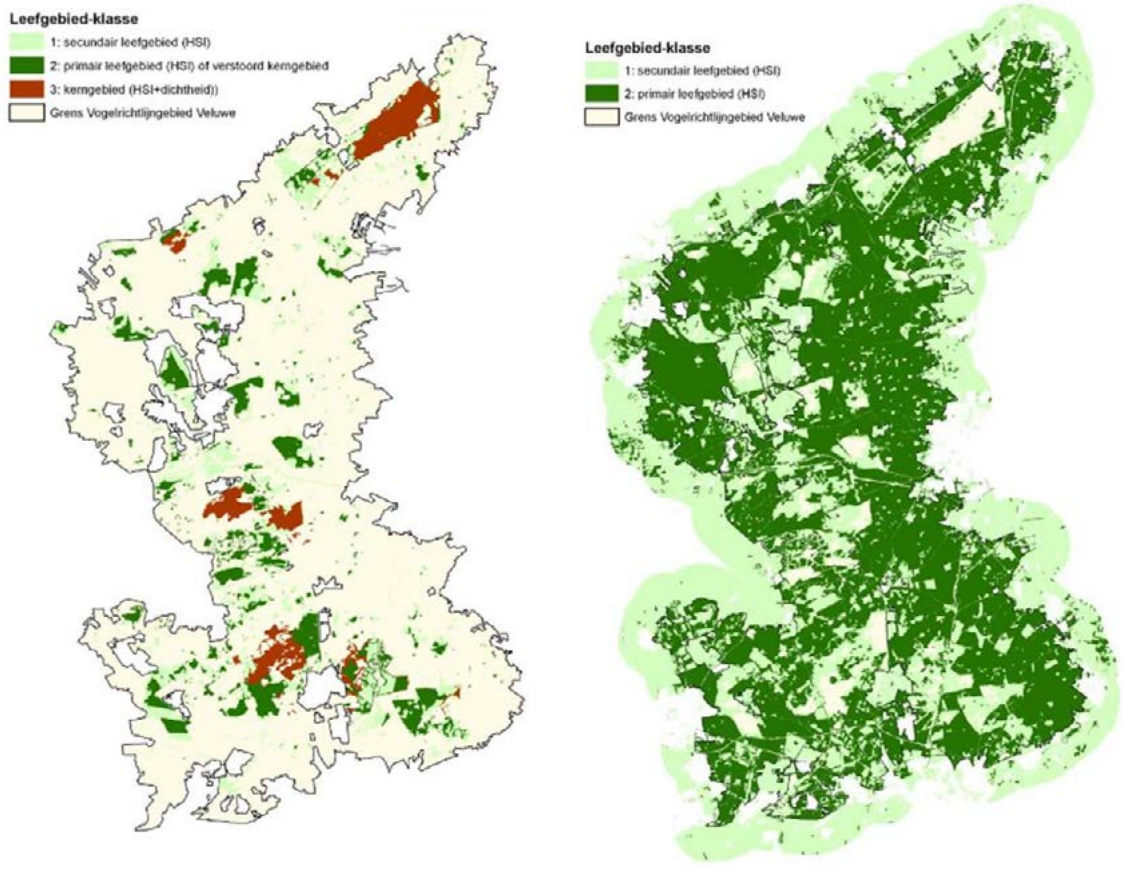 Leefgebied-klasse
1: secundair leefgebied (HSI)
2: primair leefgebied (HSI) of verstoord kerngebied
3: kerngebied (HSI+dichtheid))
Grens Vogelrichtlijngebied Veluwe
Leefgebied-klasse
1: secundair leefgebied (HSI)
2: primair leefgebied (HSI)
Grens Vogelrichtlijngebied Veluwe